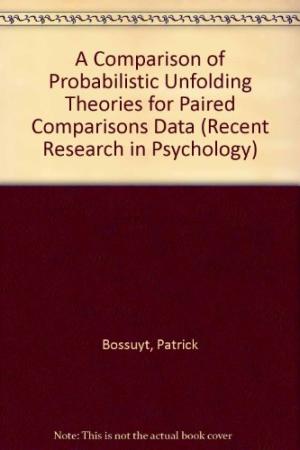 A Comparison of
Probabilistic Unfolding
Theories for Paired
Comparisons Data (Recent
Research in Psychology)
Bossuyt, Patrick
Note: This is not the actual book cover